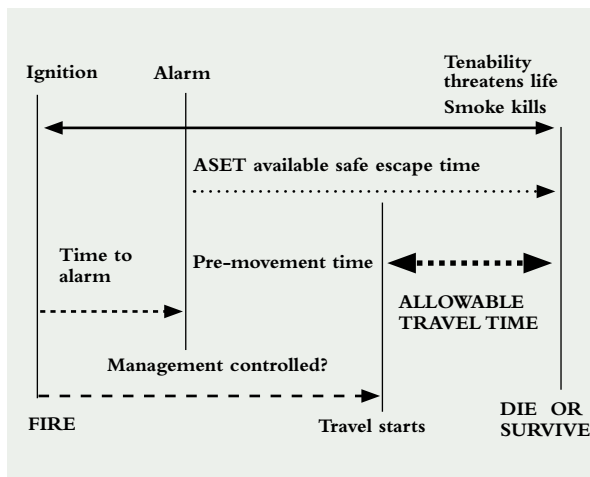 Ignition
Alarm
Tenability
threatens life
Smoke kills
ASET available safe escape time
Time to
alarm
Pre-movement time
ALLOWABLE
TRAVEL TIME
Management controlled?
FIRE
Travel starts
DIE OR
SURVIVE